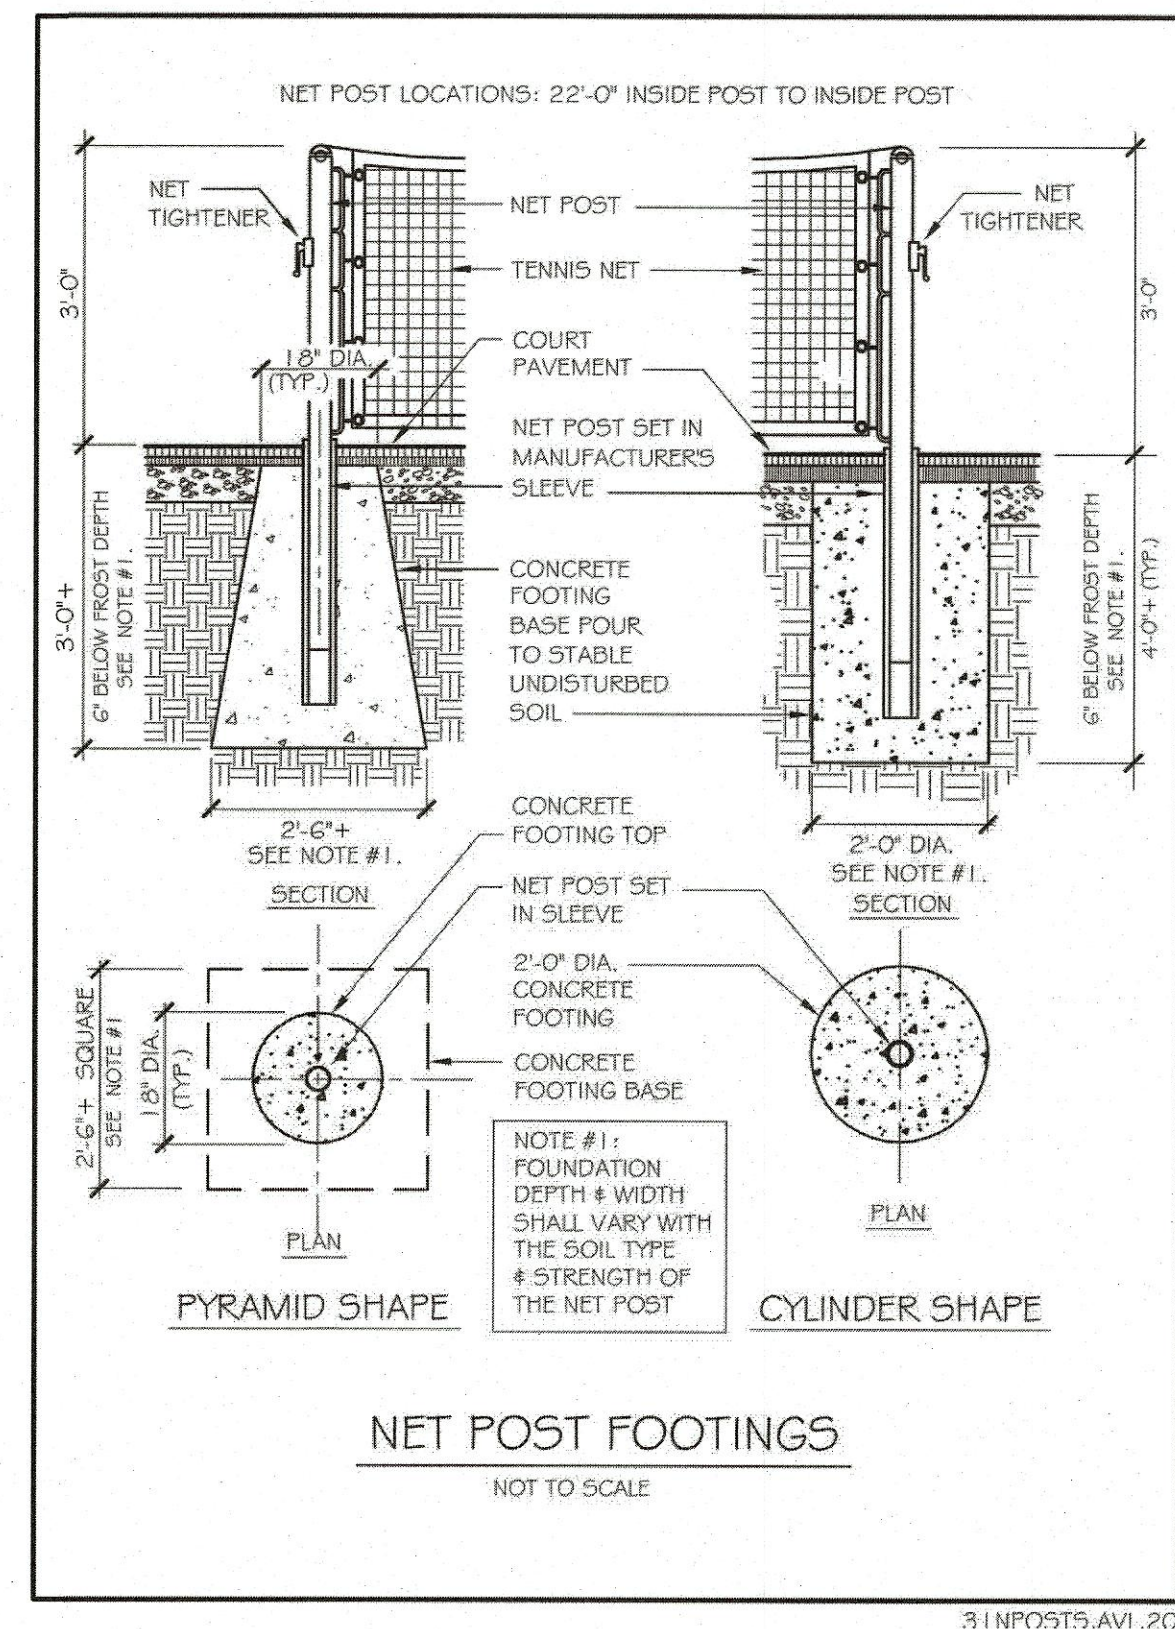 NET POST LOCATIONS: 22'-0" INSIDE POST TO INSIDE POST
NET
TIGHTENER
NET POST
NET
TIGHTENER
TENNIS NET
3'-0"
3'-0"
18" DIA.
(TYP.)
COURT
PAVEMENT
NET POST SET IN
MANUFACTURER'S
SLEEVE
3'-0"+
6" BELOW FROST DEPTH
SEE NOTE #1.
CONCRETE
FOOTING
BASE POUR
TO STABLE
UNDISTURBED
SOIL
6" BELOW FROST DEPTH
SEE NOTE #1.
4'-0"+ (TYP.)
2'-6"+
SEE NOTE #1.
SECTION
CONCRETE
FOOTING TOP
2'-0" DIA.
SEE NOTE #1.
SECTION
NET POST SET
IN SLEEVE
2'-0" DIA.
CONCRETE
FOOTING
CONCRETE
FOOTING BASE
2'-6"+ SQUARE
SEE NOTE #1
18" DIA.
(TYP.)
PLAN
PLAN
NOTE #1:
FOUNDATION
DEPTH & WIDTH
SHALL VARY WITH
THE SOIL TYPE
& STRENGTH OF
THE NET POST
PYRAMID SHAPE
CYLINDER SHAPE
NET POST FOOTINGS
NOT TO SCALE
31NPOSTS.AVI.20